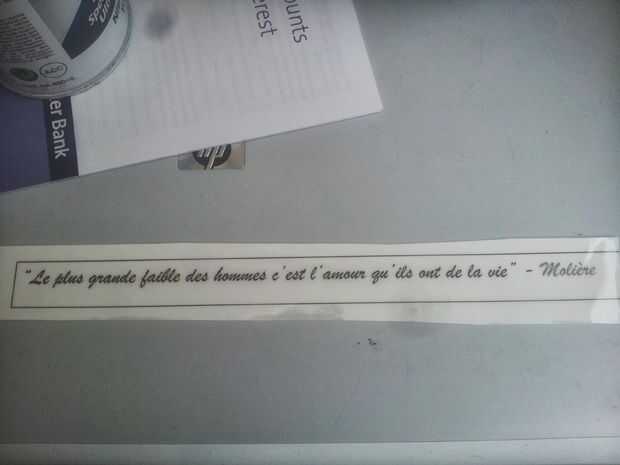 ounts
erest
er Bank
hp
"Le plus grande faible des hommes c'est l'amour qu'ils ont de la vie" - Molière